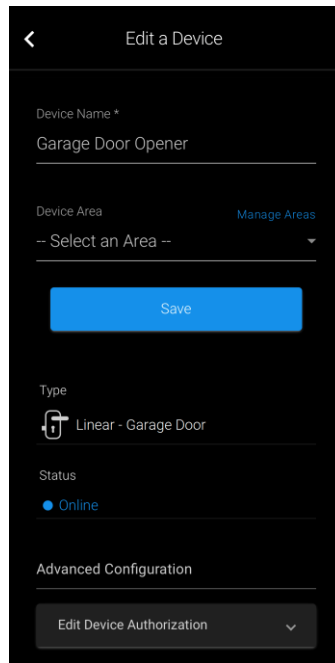 Edit a Device
Device Name *
Garage Door Opener
Device Area
Manage Areas
-- Select an Area --
Save
Type
Linear - Garage Door
Status
Online
Advanced Configuration
Edit Device Authorization